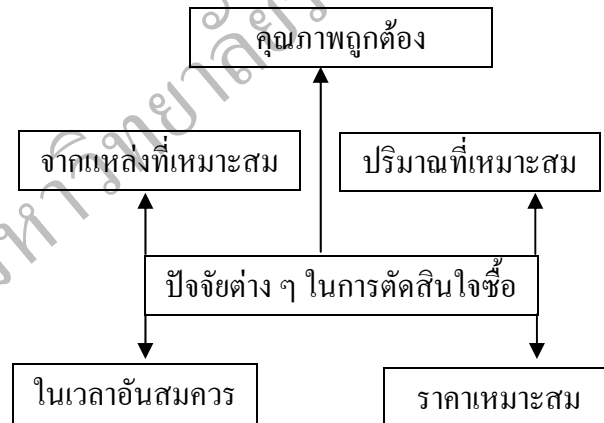 คุณภาพถูกต้อง
จากแหล่งที่เหมาะสม
ปริมาณที่เหมาะสม
ปัจจัยต่าง ๆ ในการตัดสินใจซื้อ
ในเวลาอันสมควร
ราคาเหมาะสม